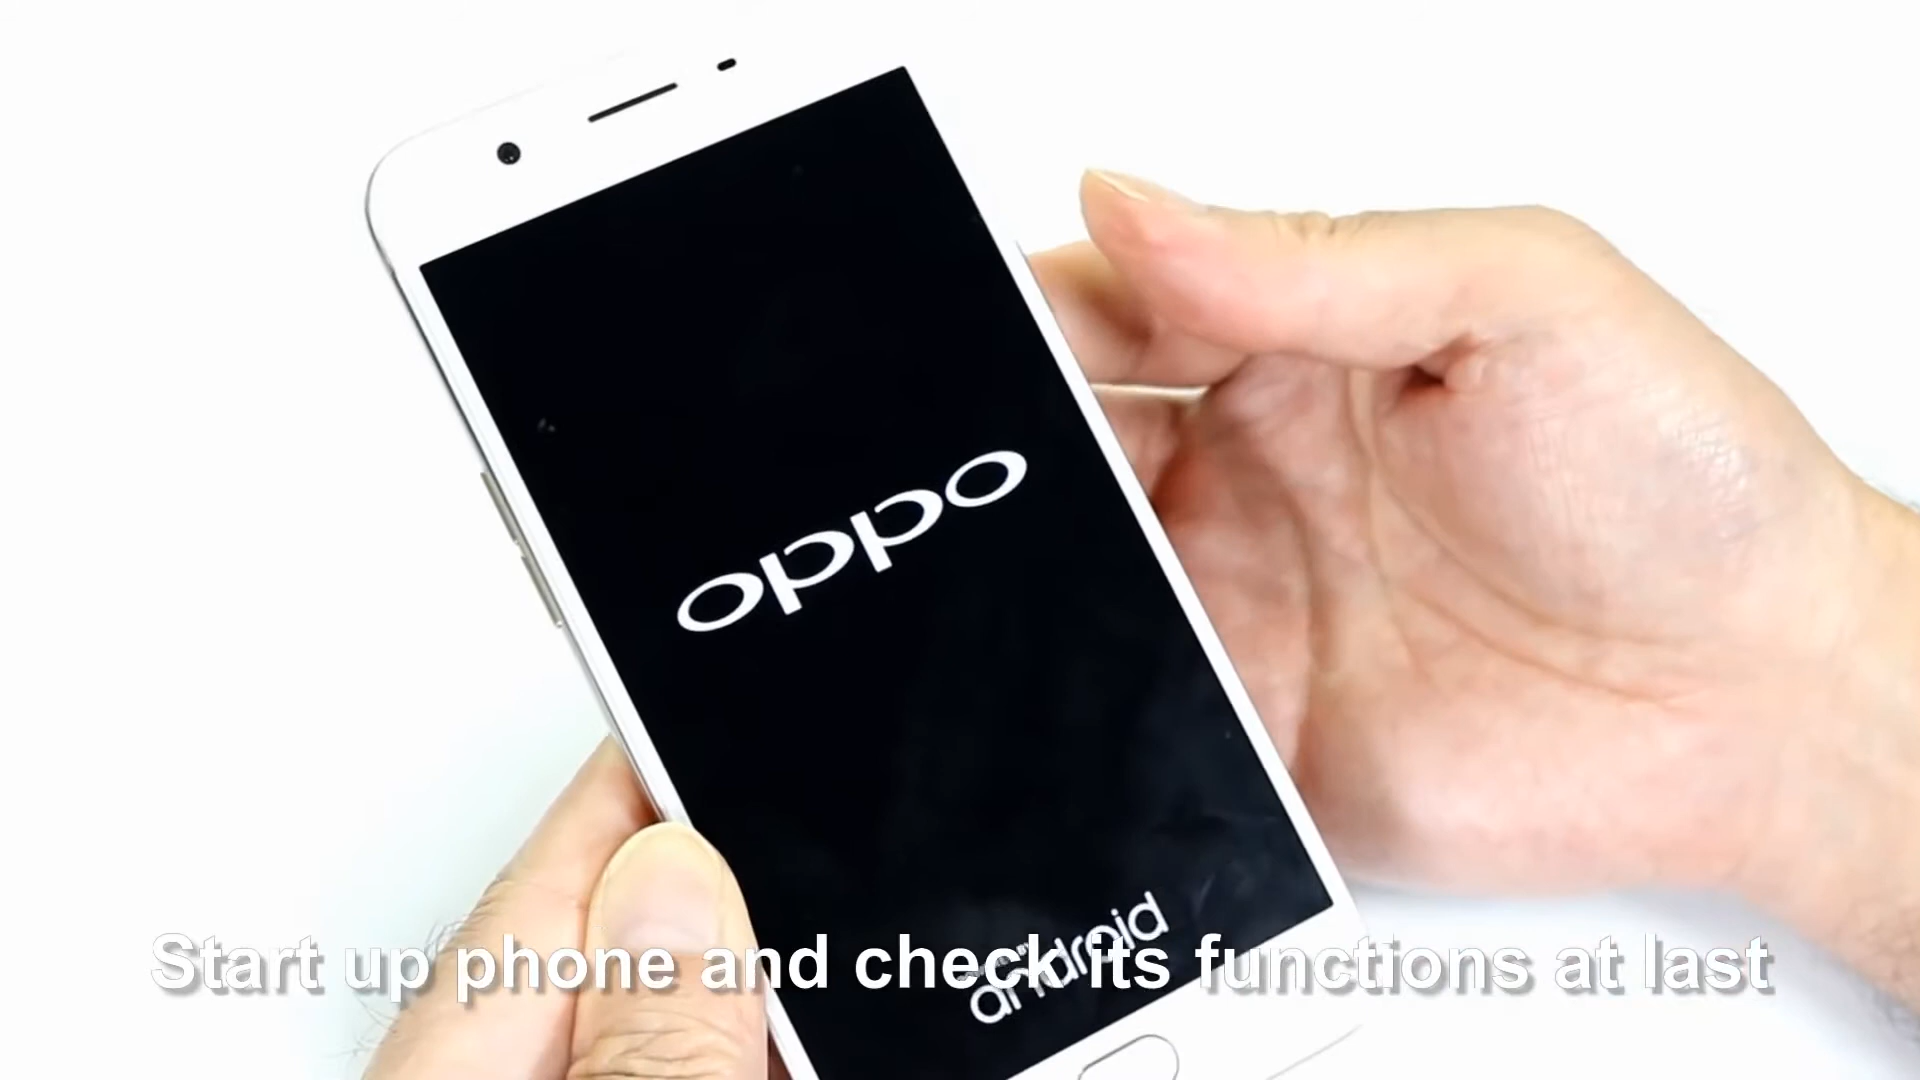 oppo
android
Start up phone and check its functions at last